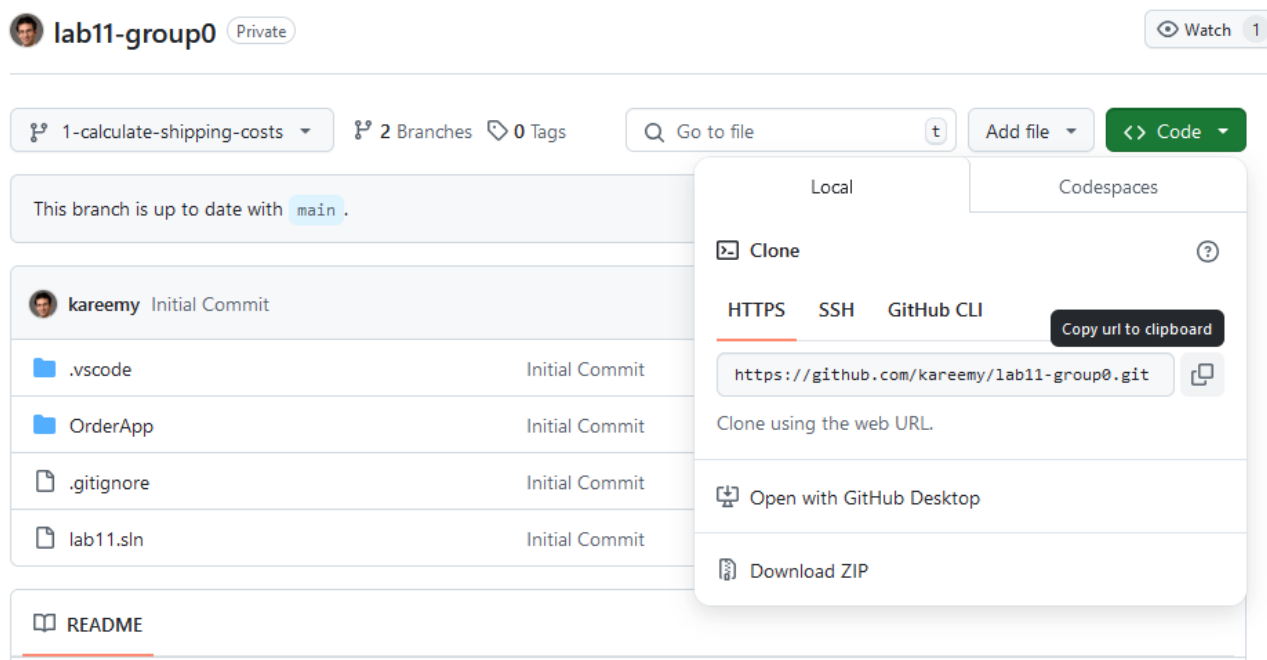 lab11-group0 Private
Watch 1
1-calculate-shipping-costs 2 Branches 0 Tags Go to file t Add file <> Code
This branch is up to date with main .
kareemy Initial Commit
.vscode Initial Commit
OrderApp Initial Commit
.gitignore Initial Commit
lab11.sln Initial Commit
README
Local Codespaces
Clone
HTTPS SSH GitHub CLI
Copy url to clipboard
https://github.com/kareemy/lab11-group0.git
Clone using the web URL.
Open with GitHub Desktop
Download ZIP